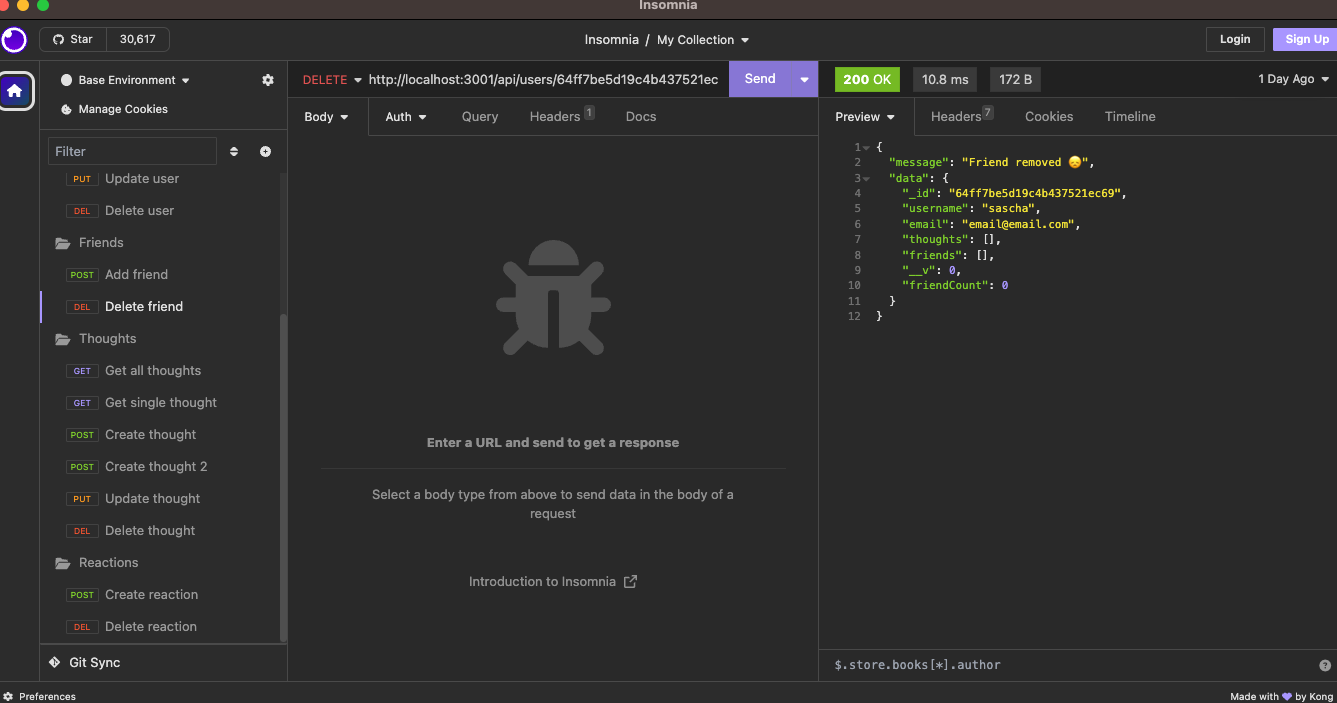 Insomnia
Star 30,617
Insomnia / My Collection
Login
Sign Up
Base Environment
Manage Cookies
Filter
PUT Update user
DEL Delete user
Friends
POST Add friend
DEL Delete friend
Thoughts
GET Get all thoughts
GET Get single thought
POST Create thought
POST Create thought 2
PUT Update thought
DEL Delete thought
Reactions
POST Create reaction
DEL Delete reaction
Git Sync
Preferences
DELETE http://localhost:3001/api/users/64ff7be5d19c4b437521ec Send
Body Auth Query Headers 1 Docs
Enter a URL and send to get a response
Select a body type from above to send data in the body of a
request
Introduction to Insomnia
200 OK 10.8 ms 172 B 1 Day Ago
Preview Headers 7 Cookies Timeline
1 {
2 "message": "Friend removed 😞",
3 "data": {
4 "_id": "64ff7be5d19c4b437521ec69",
5 "username": "sascha",
6 "email": "email@email.com",
7 "thoughts": [],
8 "friends": [],
9 "__v": 0,
10 "friendCount": 0
11 }
12 }
$.store.books[*].author
?
Made with 💜 by Kong